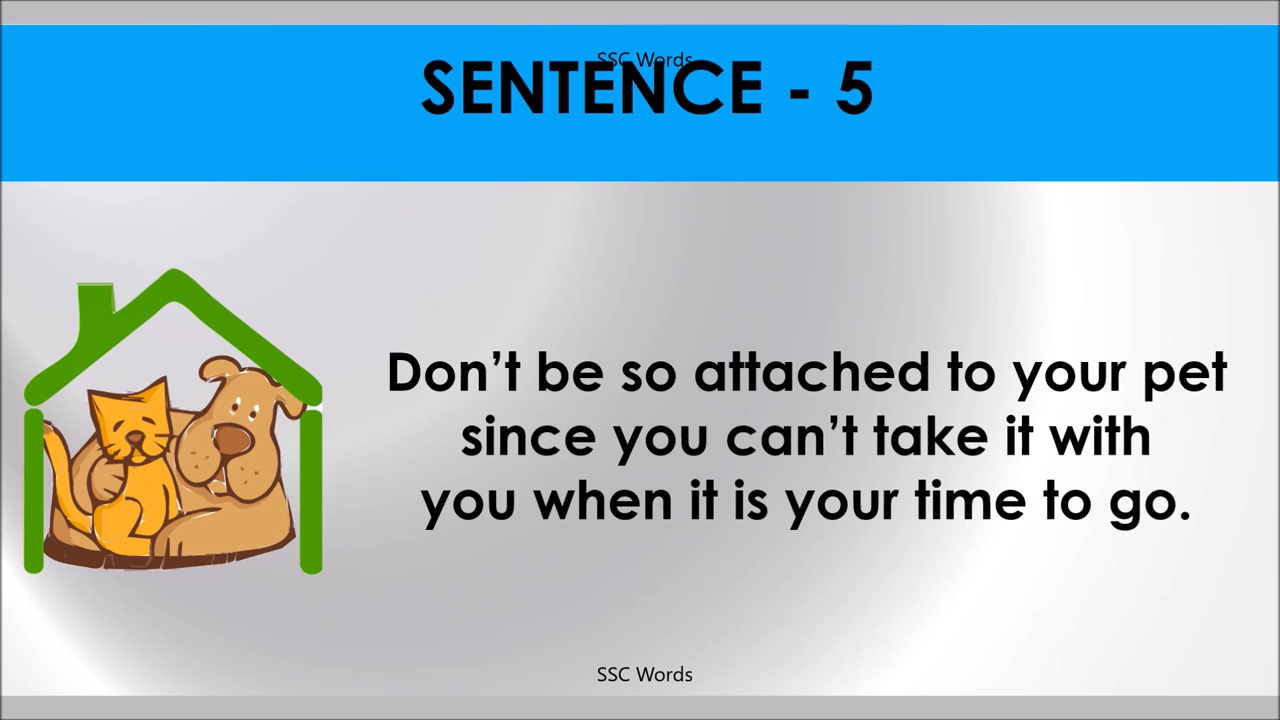 SSC Words
SENTENCE - 5
Don’t be so attached to your pet
since you can’t take it with
you when it is your time to go.
SSC Words